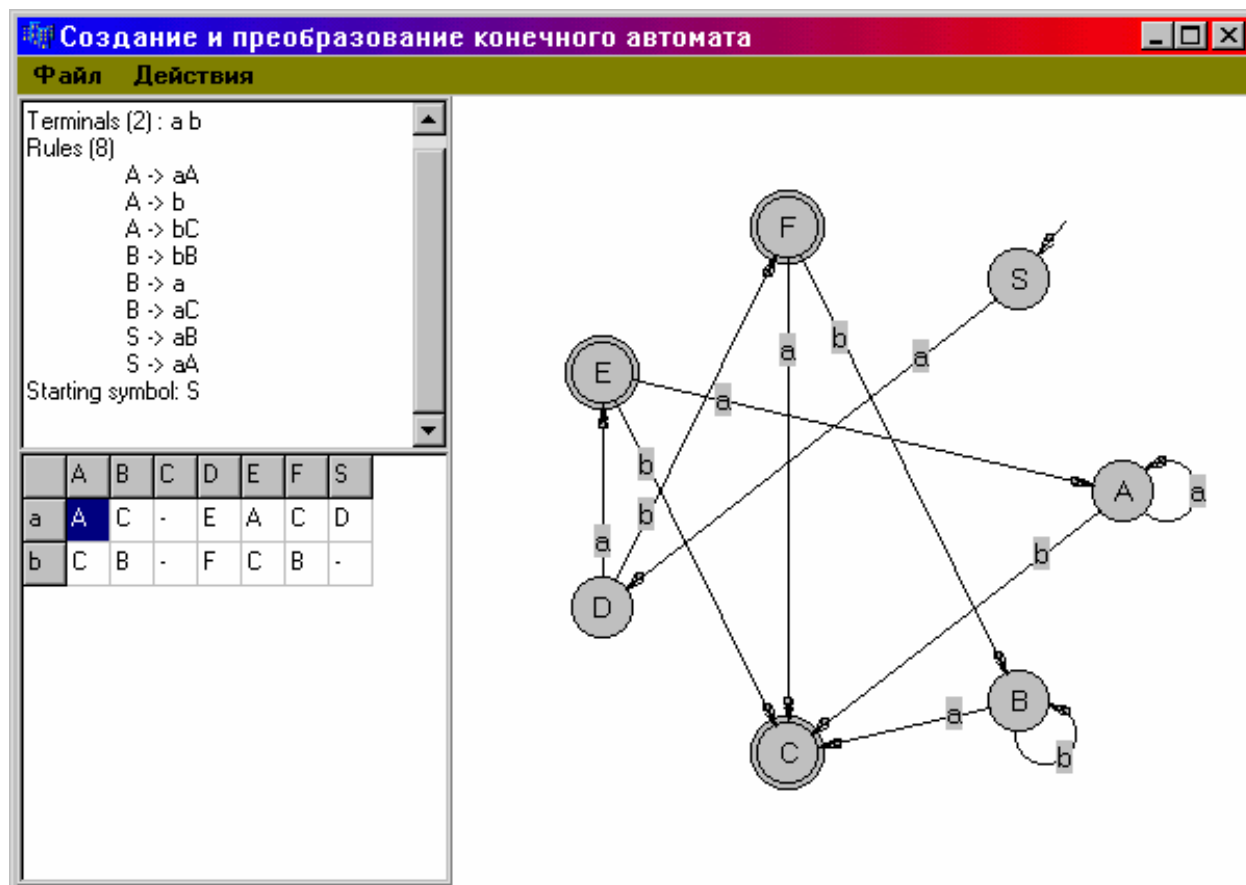 Создание и преобразование конечного автомата
Файл Действия
Terminals (2) : a b
Rules (8)
A -> aA
A -> b
A -> bC
B -> bB
B -> a
B -> aC
S -> aB
S -> aA
Starting symbol: S
A B C D E F S
a A C - E A C D
b C B - F C B -
F
S
a
b
a
E
a
b
A
a
b
a
b
D
B
a
C
b